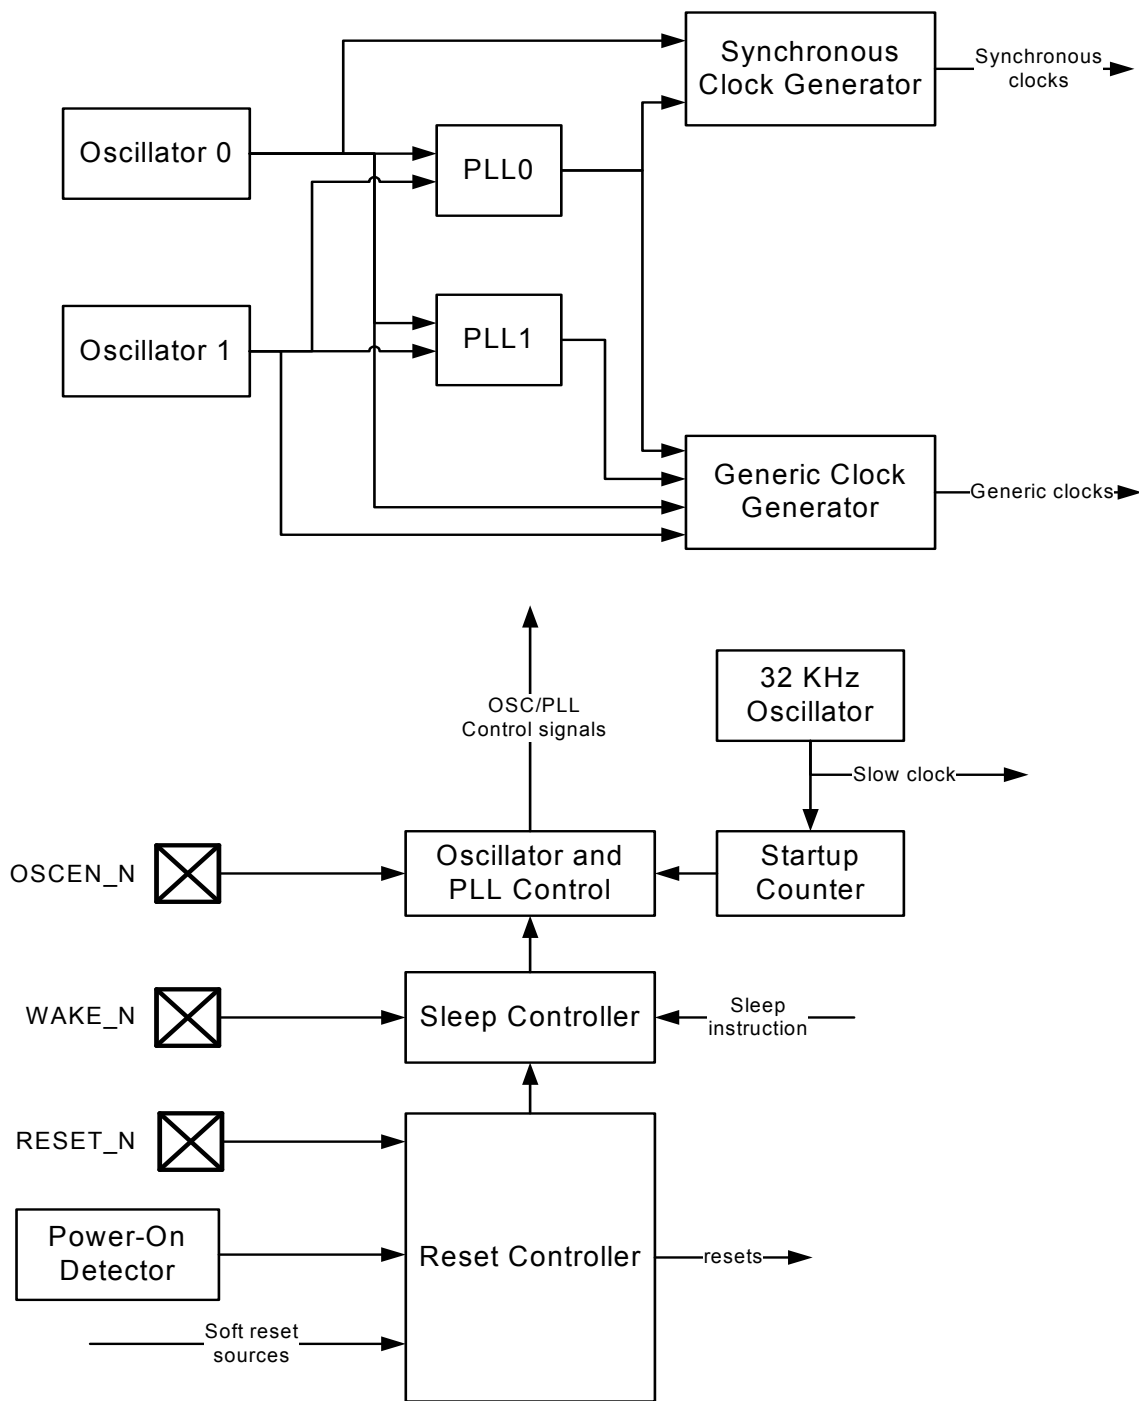 Synchronous
Clock Generator
Synchronous
clocks
Oscillator 0
PLL0
Oscillator 1
PLL1
Generic Clock
Generator
Generic clocks
OSC/PLL
Control signals
32 KHz
Oscillator
Slow clock
OSCEN_N
Oscillator and
PLL Control
Startup
Counter
WAKE_N
Sleep Controller
Sleep
instruction
RESET_N
Power-On
Detector
Reset Controller
resets
Soft reset
sources